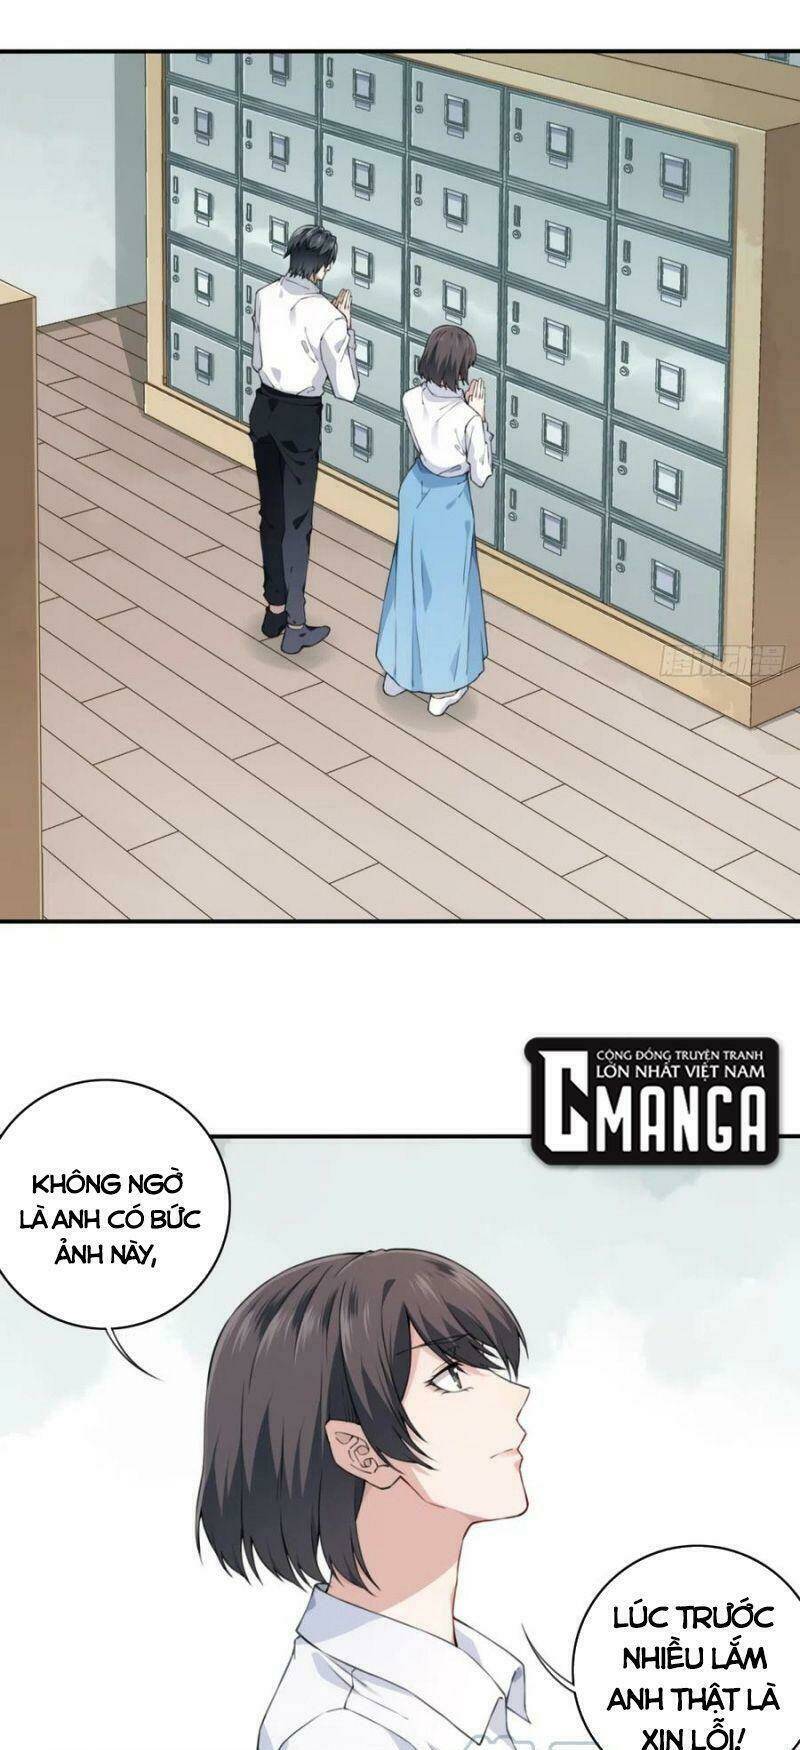 CỘNG ĐỒNG TRUYỆN TRANH
LỚN NHẤT VIỆT NAM
CMANGA
KHÔNG NGỜ
LÀ ANH CÓ BỨC
ẢNH NÀY,
LÚC TRƯỚC
NHIỀU LẮM
ANH THẬT LÀ
XIN LỖI!